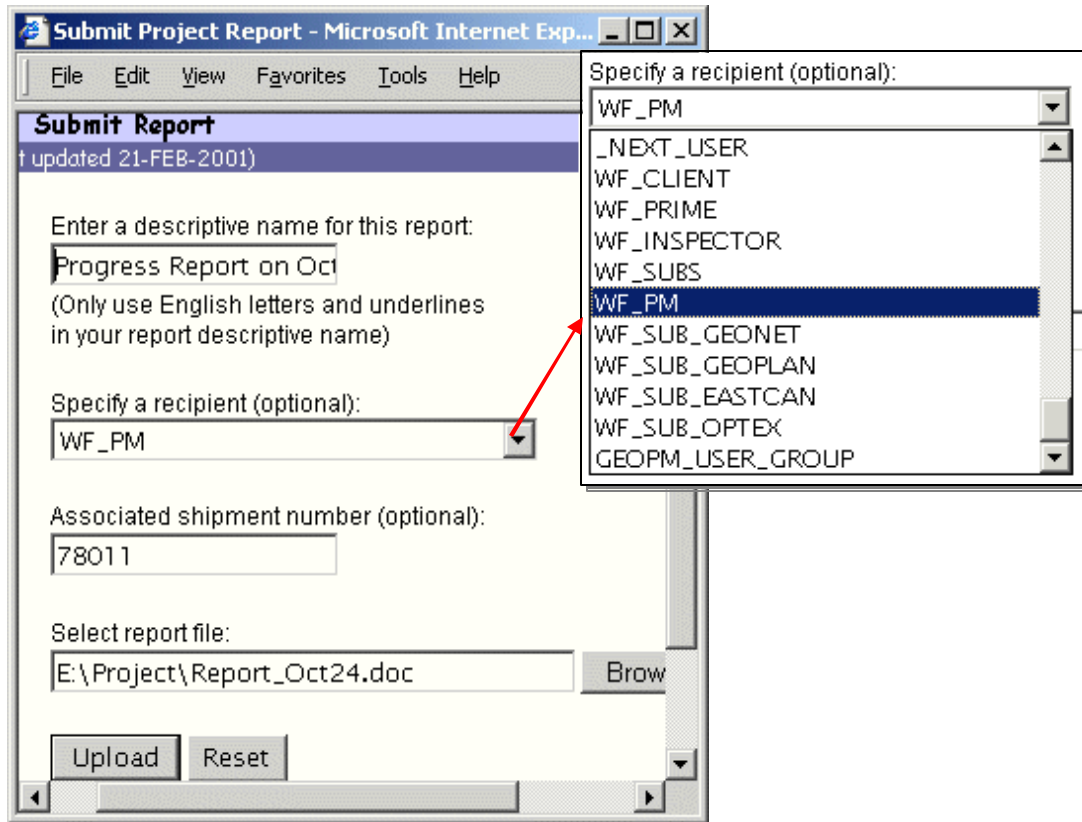 Submit Project Report - Microsoft Internet Exp...
File Edit View Favorites Tools Help
Submit Report
t updated 21-FEB-2001)
Enter a descriptive name for this report:
Progress Report on Oct
(Only use English letters and underlines
in your report descriptive name)
Specify a recipient (optional):
WF_PM
Associated shipment number (optional):
78011
Select report file:
E:\Project\Report_Oct24.doc
Brow
Upload Reset
Specify a recipient (optional):
WF_PM
_NEXT_USER
WF_CLIENT
WF_PRIME
WF_INSPECTOR
WF_SUBS
WF_PM
WF_SUB_GEONET
WF_SUB_GEOPLAN
WF_SUB_EASTCAN
WF_SUB_OPTEX
GEOPM_USER_GROUP